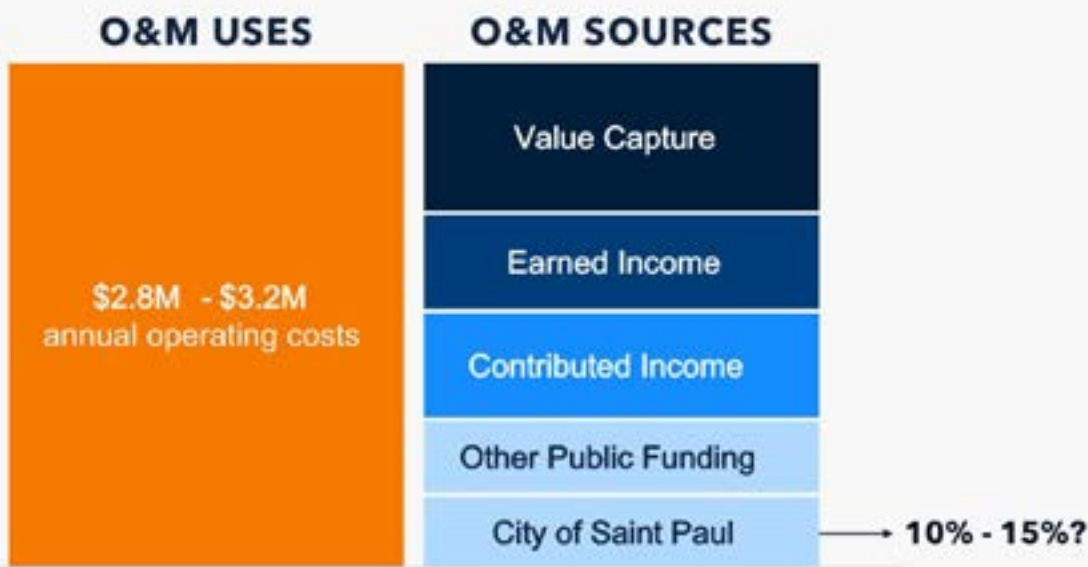 O&M USES
$2.8M - $3.2M
annual operating costs
O&M SOURCES
Value Capture
Earned Income
Contributed Income
Other Public Funding
City of Saint Paul
10% - 15%?